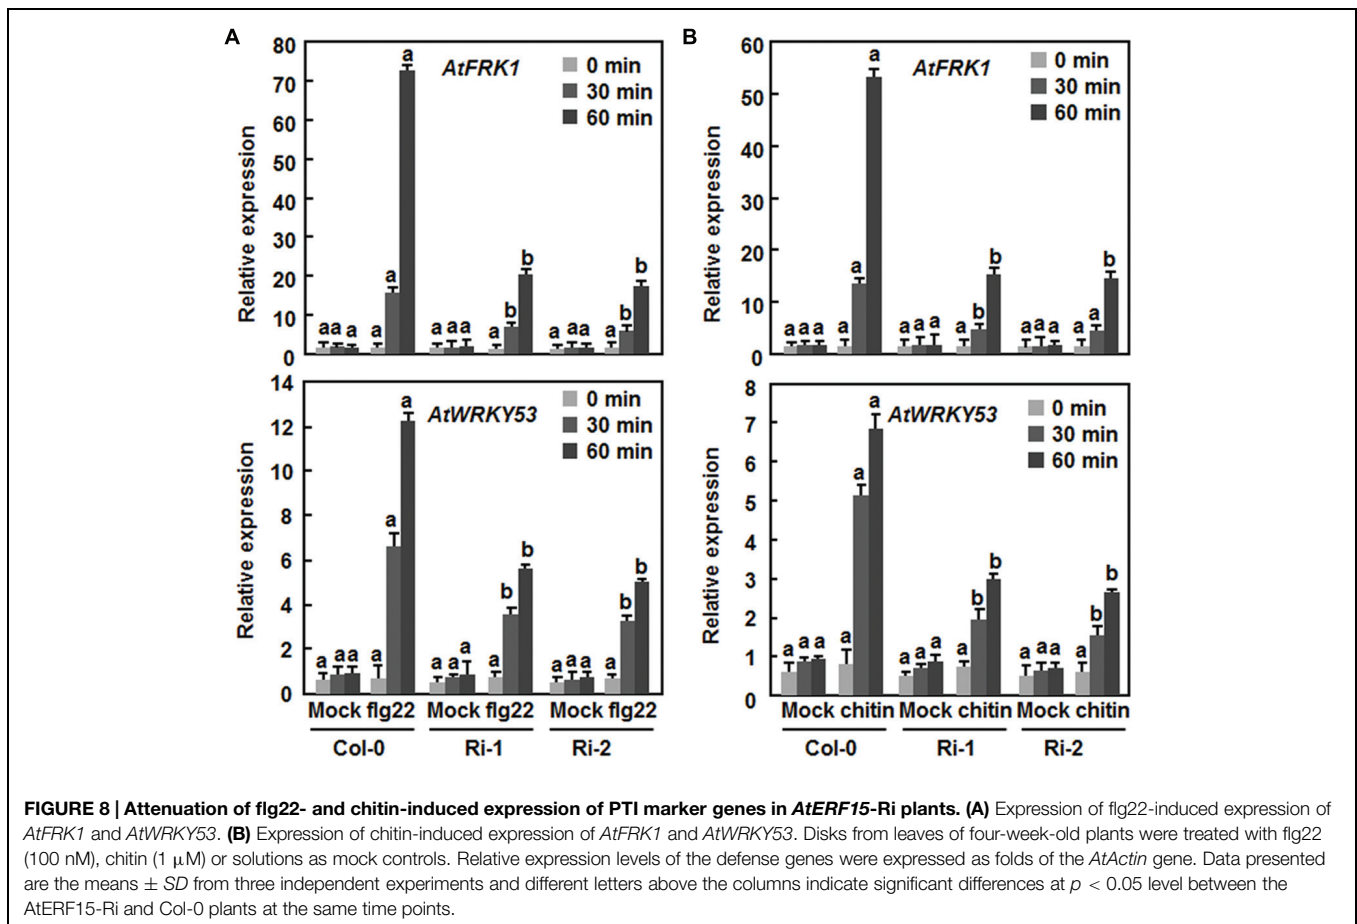 A
80
70
60
50
40
30
20
10
0
Relative expression
AtFRK1
0 min
30 min
60 min
a a a a a a
a a a a b b
a a a a b b
B
60
50
40
30
20
10
0
Relative expression
AtFRK1
0 min
30 min
60 min
a a a a a a
a a a a b b
a a a a a b
14
12
10
8
6
4
2
0
Relative expression
AtWRKY53
0 min
30 min
60 min
a a a a a a
a a a a b b
a a a a b b
Mock flg22 Mock flg22 Mock flg22
Col-0 Ri-1 Ri-2
8
7
6
5
4
3
2
1
0
Relative expression
AtWRKY53
0 min
30 min
60 min
a a a a a a
a a a a b b
a a a a b b
Mock chitin Mock chitin Mock chitin
Col-0 Ri-1 Ri-2
FIGURE 8 | Attenuation of flg22- and chitin-induced expression of PTI marker genes in AtERF15-Ri plants. (A) Expression of flg22-induced expression of
AtFRK1 and AtWRKY53. (B) Expression of chitin-induced expression of AtFRK1 and AtWRKY53. Disks from leaves of four-week-old plants were treated with flg22
(100 nM), chitin (1 μM) or solutions as mock controls. Relative expression levels of the defense genes were expressed as folds of the AtActin gene. Data presented
are the means ± SD from three independent experiments and different letters above the columns indicate significant differences at p < 0.05 level between the
AtERF15-Ri and Col-0 plants at the same time points.